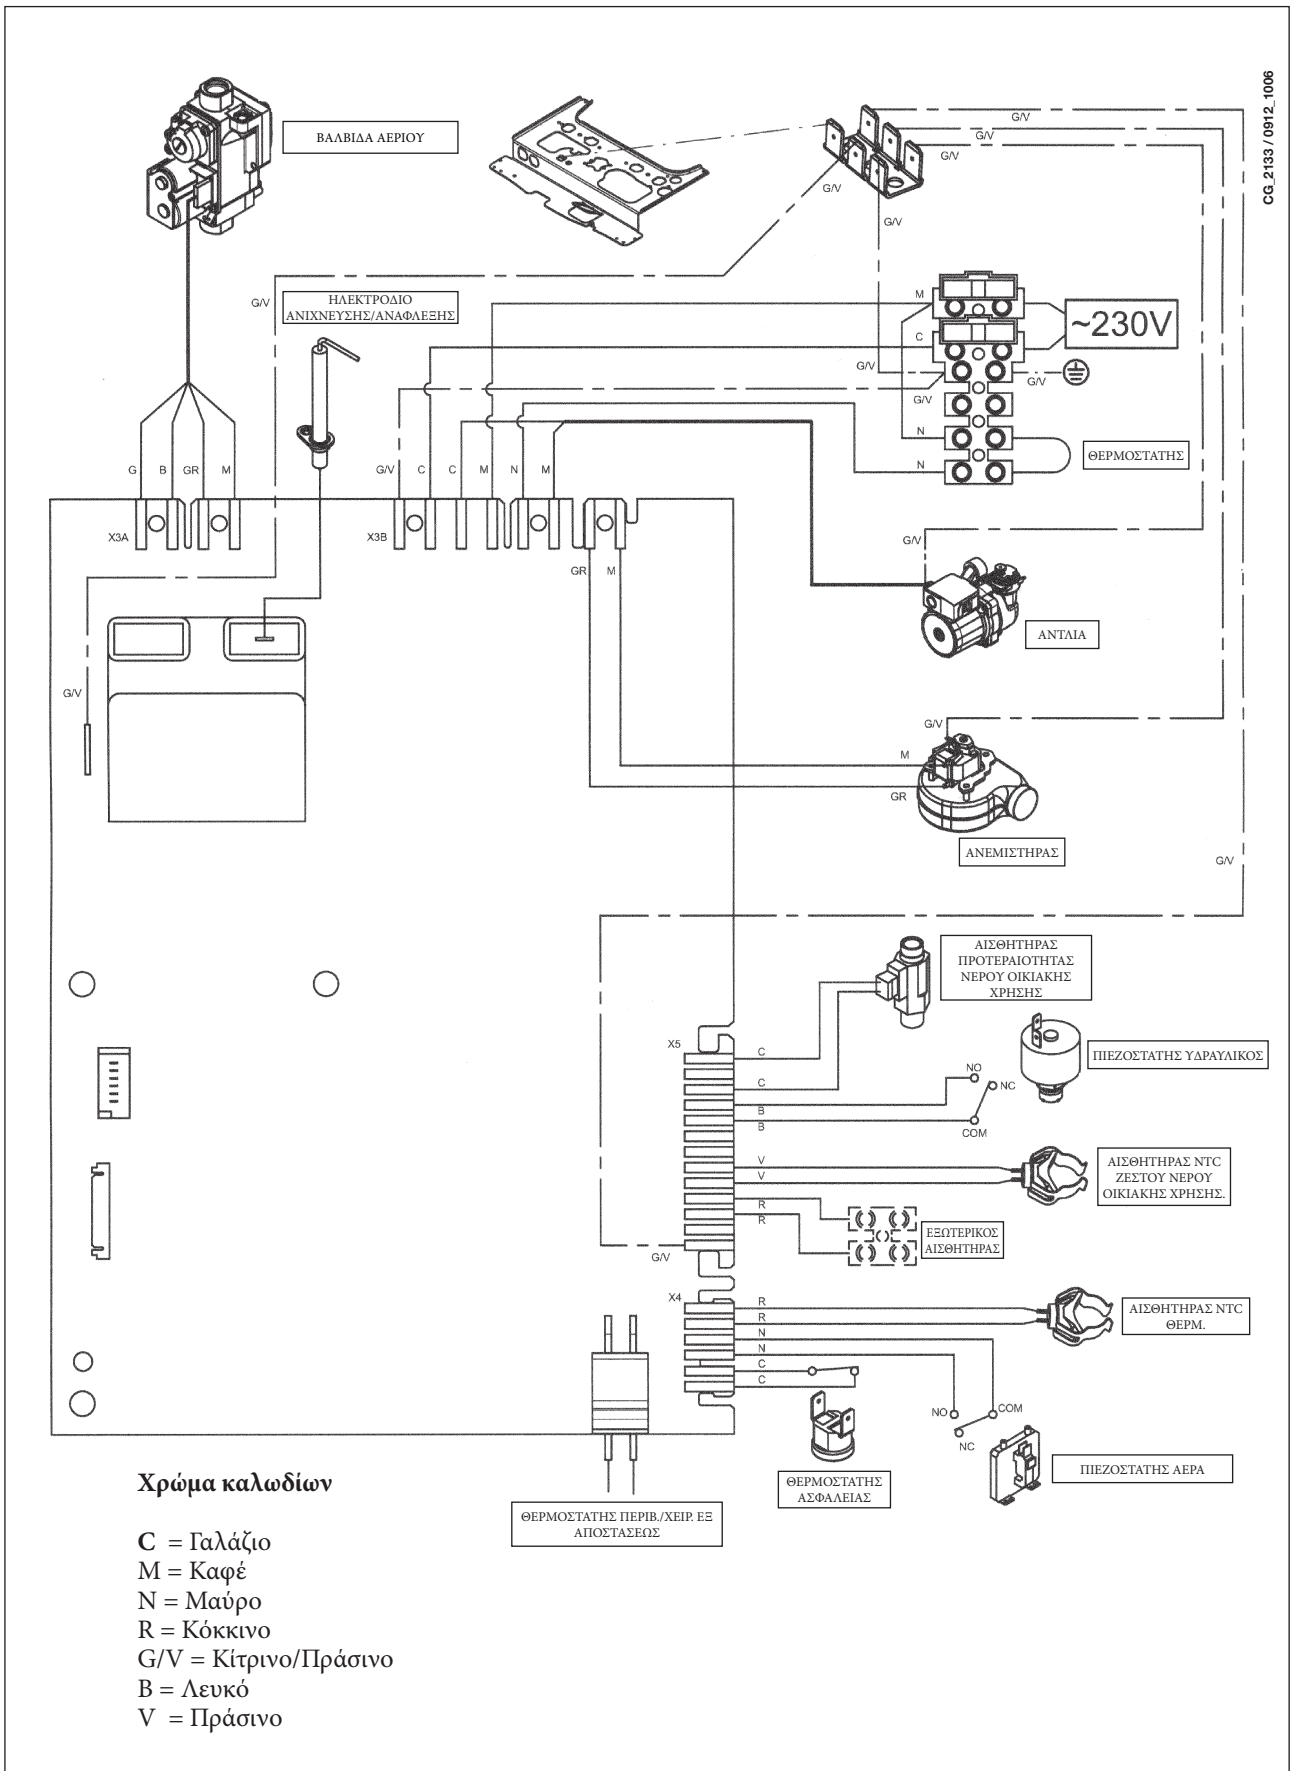 CG_2133 / 0912_1006
ΒΑΛΒΙΔΑ ΑΕΡΙΟΥ
G/V
G/V
G/V
G/V
G/V
G/V
ΗΛΕΚΤΡΟΔΙΟ
ΑΝΙΧΝΕΥΣΗΣ/ΑΝΑΦΛΕΞΗΣ
M
~230V
C
G/V
G/V
G/V
N
ΘΕΡΜΟΣΤΑΤΗΣ
N
G B GR M
G/V C C M N M
X3A
X3B
G/V
GR M
ΑΝΤΛΙΑ
G/V
G/V
M
GR
ΑΝΕΜΙΣΤΗΡΑΣ
G/V
ΑΙΣΘΗΤΗΡΑΣ
ΠΡΟΤΕΡΑΙΟΤΗΤΑΣ
ΝΕΡΟΥ ΟΙΚΙΑΚΗΣ
ΧΡΗΣΗΣ
X5
C
C
B
B
NO
NC
COM
ΠΙΕΖΟΣΤΑΤΗΣ ΥΔΡΑΥΛΙΚΟΣ
V
V
ΑΙΣΘΗΤΗΡΑΣ NTC
ΖΕΣΤΟΥ ΝΕΡΟΥ
ΟΙΚΙΑΚΗΣ ΧΡΗΣΗΣ.
R
R
ΕΞΩΤΕΡΙΚΟΣ
ΑΙΣΘΗΤΗΡΑΣ
G/V
X4
R
R
N
N
C
C
ΑΙΣΘΗΤΗΡΑΣ NTC
ΘΕΡΜ.
NO
COM
NC
ΠΙΕΖΟΣΤΑΤΗΣ ΑΕΡΑ
ΘΕΡΜΟΣΤΑΤΗΣ
ΑΣΦΑΛΕΙΑΣ
ΘΕΡΜΟΣΤΑΤΗΣ ΠΕΡΙΒ./ΧΕΙΡ. ΕΞ
ΑΠΟΣΤΑΣΕΩΣ
Χρώμα καλωδίων
C = Γαλάζιο
M = Καφέ
N = Μαύρο
R = Κόκκινο
G/V = Κίτρινο/Πράσινο
B = Λευκό
V = Πράσινο